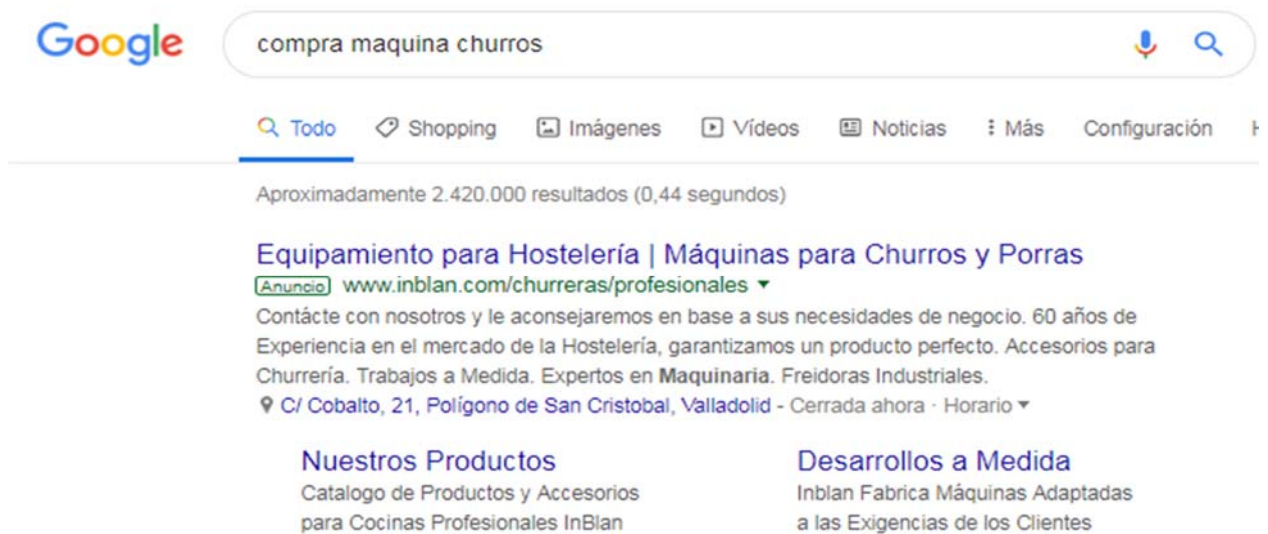 Google
compra maquina churros
Todo Shopping Imágenes Vídeos Noticias Más Configuración
Aproximadamente 2.420.000 resultados (0,44 segundos)
Equipamiento para Hostelería | Máquinas para Churros y Porras
Anuncio www.inblan.com/churreras/profesionales
Contácte con nosotros y le aconsejaremos en base a sus necesidades de negocio. 60 años de
Experiencia en el mercado de la Hostelería, garantizamos un producto perfecto. Accesorios para
Churrería. Trabajos a Medida. Expertos en Maquinaria. Freidoras Industriales.
C/ Cobalto, 21, Polígono de San Cristobal, Valladolid - Cerrada ahora · Horario
Nuestros Productos
Catalogo de Productos y Accesorios
para Cocinas Profesionales InBlan
Desarrollos a Medida
Inblan Fabrica Máquinas Adaptadas
a las Exigencias de los Clientes